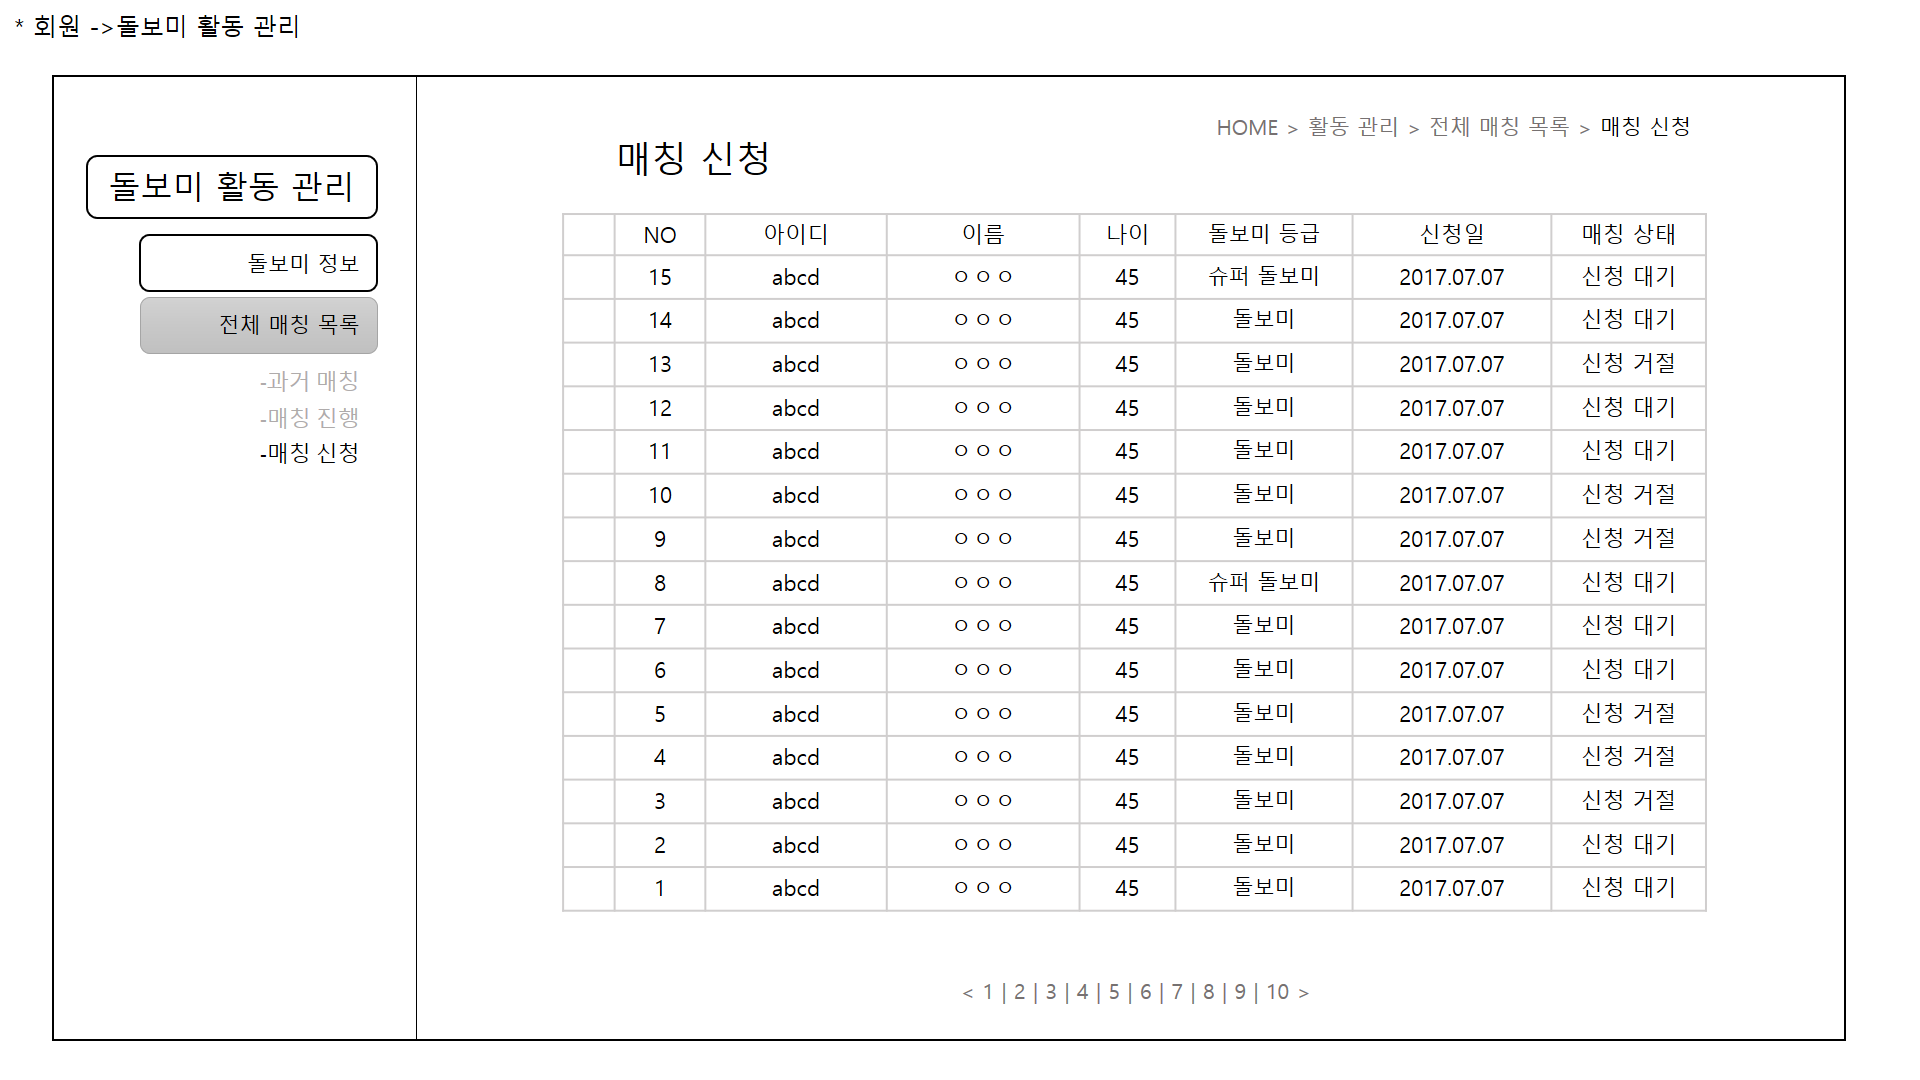 * 회원 ->돌보미 활동 관리
돌보미 활동 관리
돌보미 정보
전체 매칭 목록
-과거 매칭
-매칭 진행
-매칭 신청
HOME > 활동 관리 > 전체 매칭 목록 > 매칭 신청
매칭 신청
NO 아이디 이름 나이 돌보미 등급 신청일 매칭 상태
15 abcd ㅇㅇㅇ 45 슈퍼 돌보미 2017.07.07 신청 대기
14 abcd ㅇㅇㅇ 45 돌보미 2017.07.07 신청 대기
13 abcd ㅇㅇㅇ 45 돌보미 2017.07.07 신청 거절
12 abcd ㅇㅇㅇ 45 돌보미 2017.07.07 신청 대기
11 abcd ㅇㅇㅇ 45 돌보미 2017.07.07 신청 대기
10 abcd ㅇㅇㅇ 45 돌보미 2017.07.07 신청 거절
9 abcd ㅇㅇㅇ 45 돌보미 2017.07.07 신청 거절
8 abcd ㅇㅇㅇ 45 슈퍼 돌보미 2017.07.07 신청 대기
7 abcd ㅇㅇㅇ 45 돌보미 2017.07.07 신청 대기
6 abcd ㅇㅇㅇ 45 돌보미 2017.07.07 신청 대기
5 abcd ㅇㅇㅇ 45 돌보미 2017.07.07 신청 거절
4 abcd ㅇㅇㅇ 45 돌보미 2017.07.07 신청 거절
3 abcd ㅇㅇㅇ 45 돌보미 2017.07.07 신청 거절
2 abcd ㅇㅇㅇ 45 돌보미 2017.07.07 신청 대기
1 abcd ㅇㅇㅇ 45 돌보미 2017.07.07 신청 대기
< 1 | 2 | 3 | 4 | 5 | 6 | 7 | 8 | 9 | 10 >